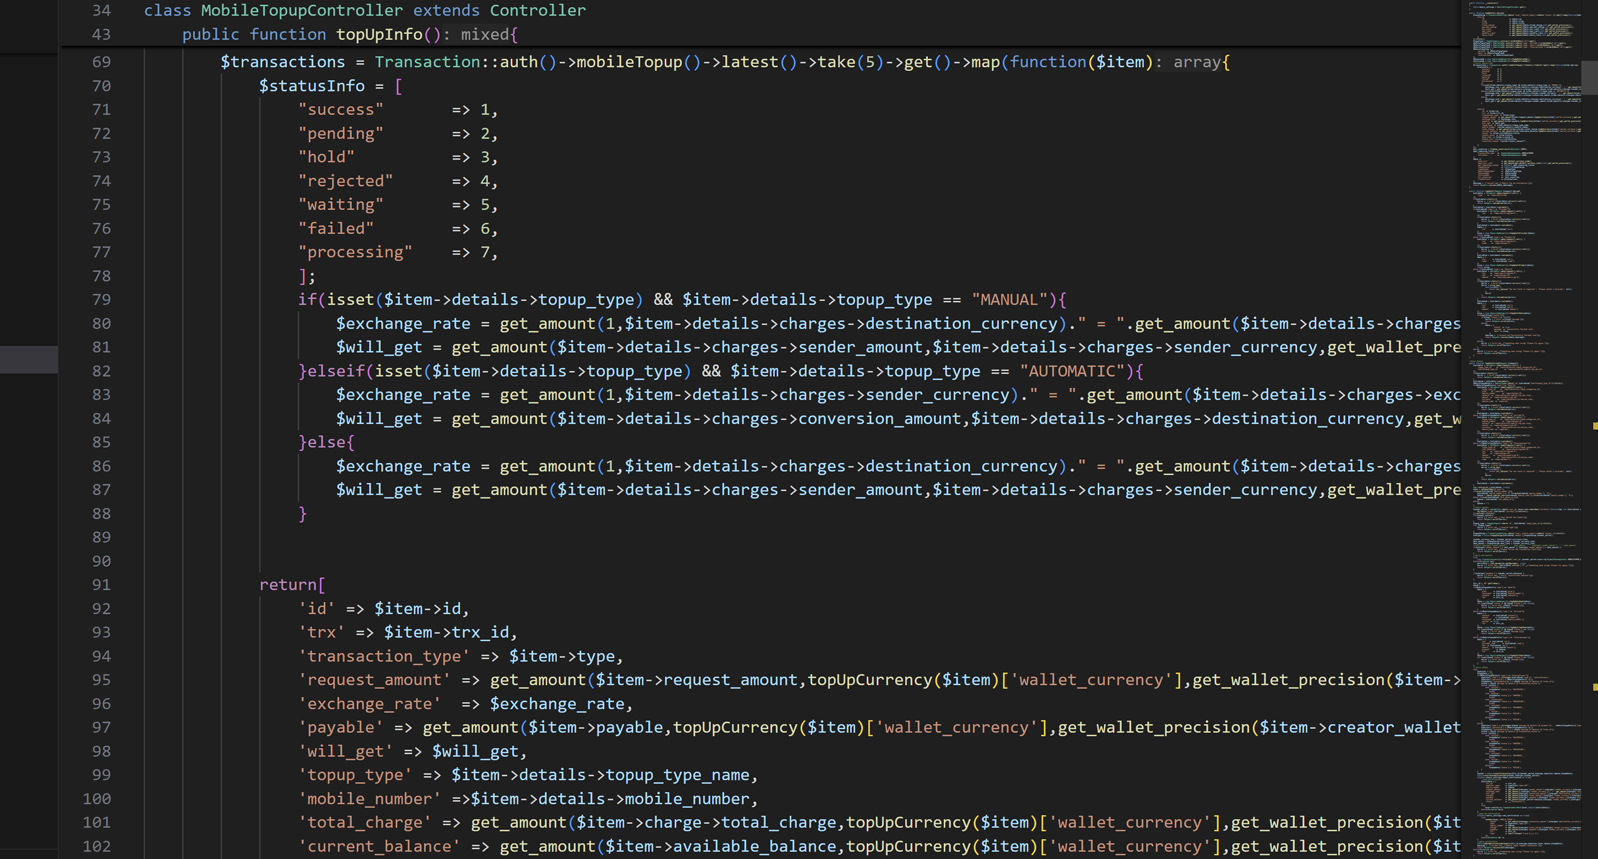 34 class MobileTopupController extends Controller
43 public function topUpInfo(): mixed{
69 $transactions = Transaction::auth()->mobileTopup()->latest()->take(5)->get()->map(function($item): array{
70 $statusInfo = [
71 "success" => 1,
72 "pending" => 2,
73 "hold" => 3,
74 "rejected" => 4,
75 "waiting" => 5,
76 "failed" => 6,
77 "processing" => 7,
78 ];
79 if(isset($item->details->topup_type) && $item->details->topup_type == "MANUAL"){
80 $exchange_rate = get_amount(1,$item->details->charges->destination_currency)." = ".get_amount($item->details->charges
81 $will_get = get_amount($item->details->charges->sender_amount,$item->details->charges->sender_currency,get_wallet_pre
82 }elseif(isset($item->details->topup_type) && $item->details->topup_type == "AUTOMATIC"){
83 $exchange_rate = get_amount(1,$item->details->charges->sender_currency)." = ".get_amount($item->details->charges->exc
84 $will_get = get_amount($item->details->charges->conversion_amount,$item->details->charges->destination_currency,get_w
85 }else{
86 $exchange_rate = get_amount(1,$item->details->charges->destination_currency)." = ".get_amount($item->details->charges
87 $will_get = get_amount($item->details->charges->sender_amount,$item->details->charges->sender_currency,get_wallet_pre
88 }
89
90
91 return[
92 'id' => $item->id,
93 'trx' => $item->trx_id,
94 'transaction_type' => $item->type,
95 'request_amount' => get_amount($item->request_amount,topUpCurrency($item)['wallet_currency'],get_wallet_precision($item->
96 'exchange_rate' => $exchange_rate,
97 'payable' => get_amount($item->payable,topUpCurrency($item)['wallet_currency'],get_wallet_precision($item->creator_wallet
98 'will_get' => $will_get,
99 'topup_type' => $item->details->topup_type_name,
100 'mobile_number' =>$item->details->mobile_number,
101 'total_charge' => get_amount($item->charge->total_charge,topUpCurrency($item)['wallet_currency'],get_wallet_precision($it
102 'current_balance' => get_amount($item->available_balance,topUpCurrency($item)['wallet_currency'],get_wallet_precision($it